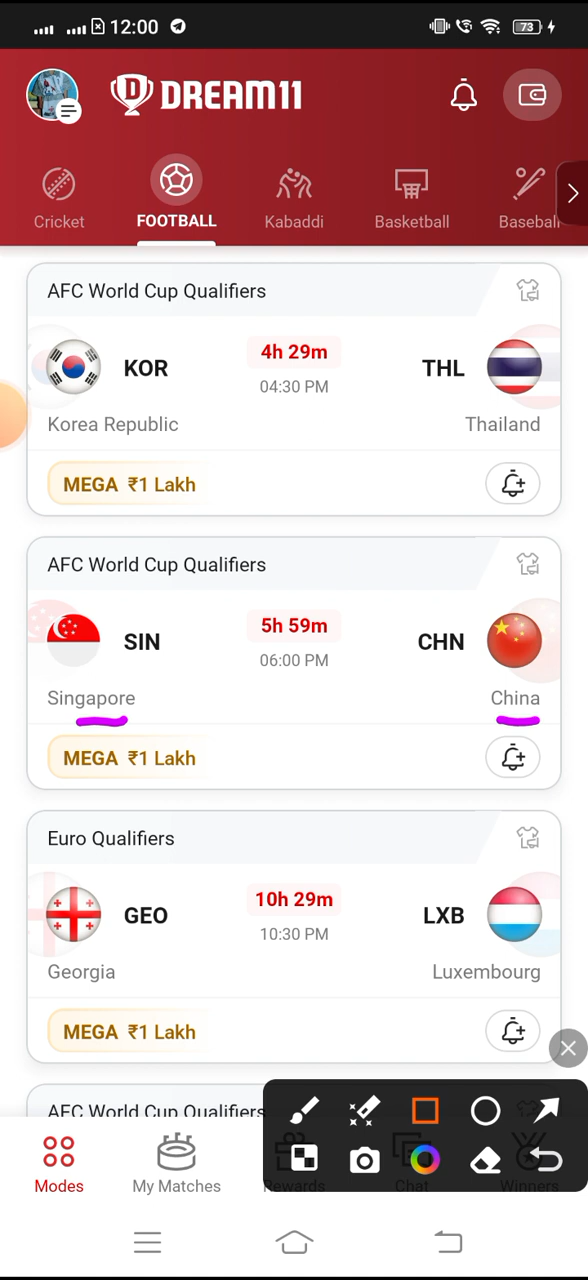 12:00
73
DREAM11
Cricket
FOOTBALL
Kabaddi
Basketball
Baseball
AFC World Cup Qualifiers
KOR
4h 29m
THL
04:30 PM
Korea Republic
Thailand
MEGA ₹1 Lakh
AFC World Cup Qualifiers
SIN
5h 59m
CHN
06:00 PM
Singapore
China
MEGA ₹1 Lakh
Euro Qualifiers
GEO
10h 29m
LXB
10:30 PM
Georgia
Luxembourg
MEGA ₹1 Lakh
AFC World Cup Qualifiers
Modes
My Matches
Rewards
Chat
Winners